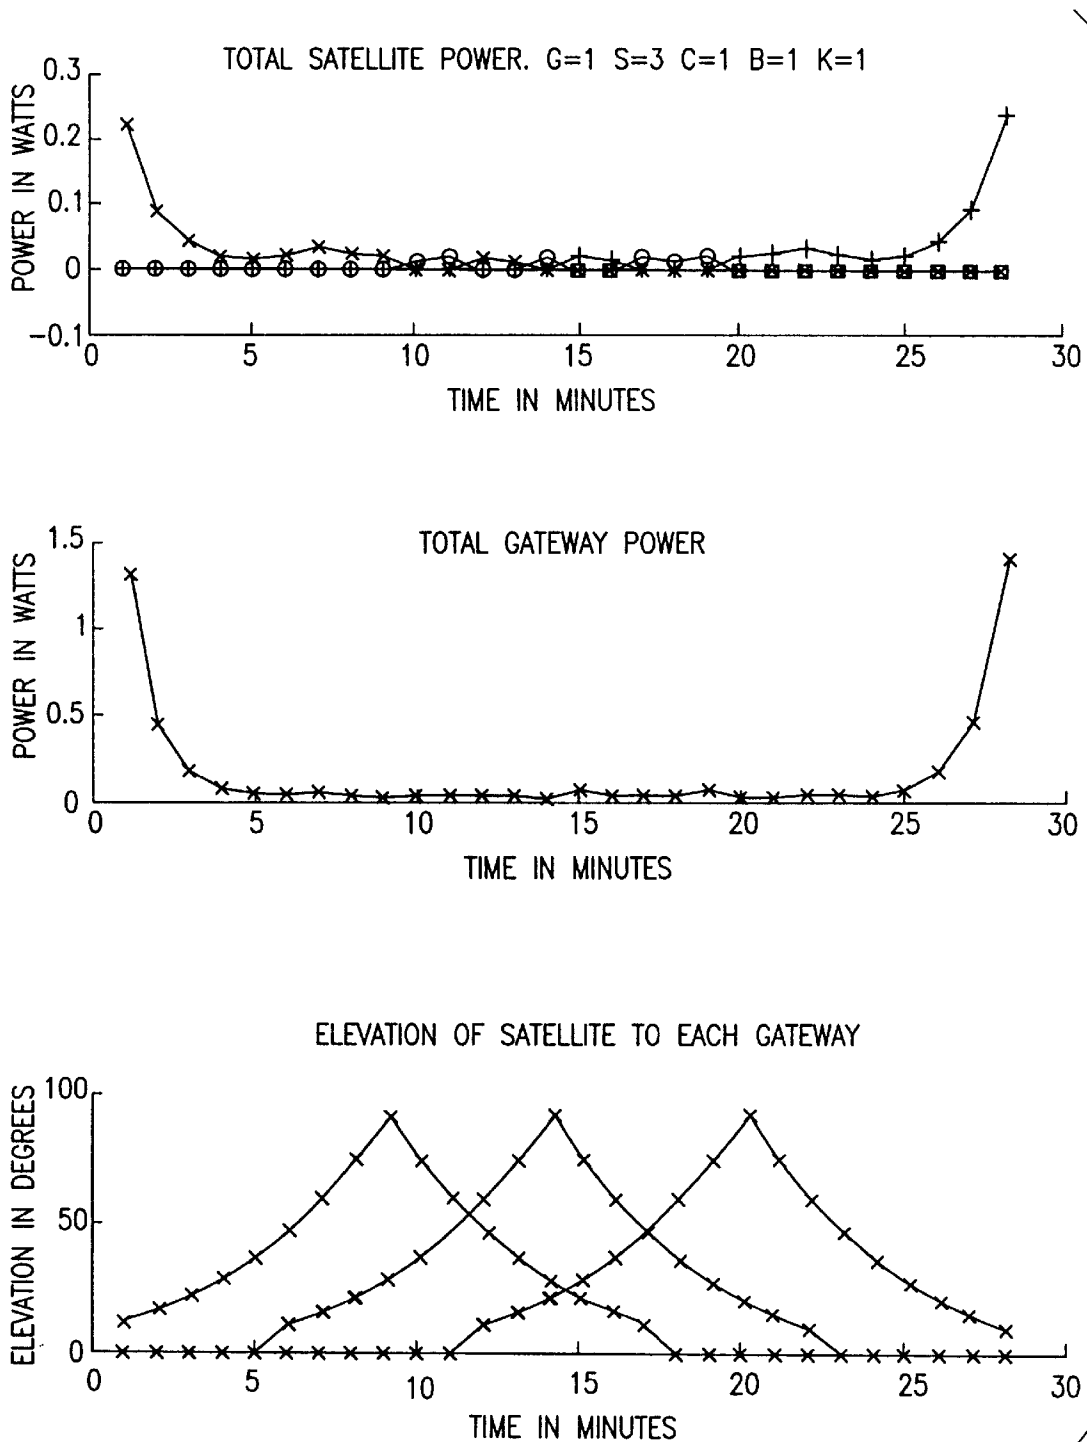 TOTAL SATELLITE POWER. G=1 S=3 C=1 B=1 K=1
POWER IN WATTS
0.3
0.2
0.1
0
-0.1
0 5 10 15 20 25 30
TIME IN MINUTES
TOTAL GATEWAY POWER
POWER IN WATTS
1.5
1
0.5
0
0 5 10 15 20 25 30
TIME IN MINUTES
ELEVATION OF SATELLITE TO EACH GATEWAY
ELEVATION IN DEGREES
100
50
0
0 5 10 15 20 25 30
TIME IN MINUTES